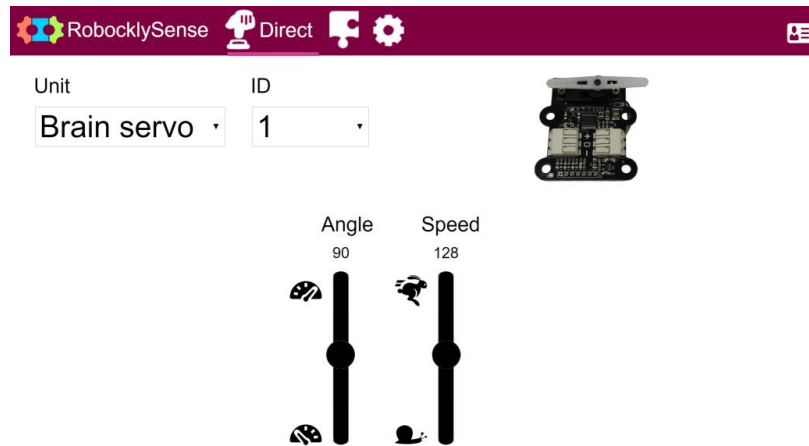 RobocklySense Direct
Unit ID
Brain servo 1
Angle Speed
90 128